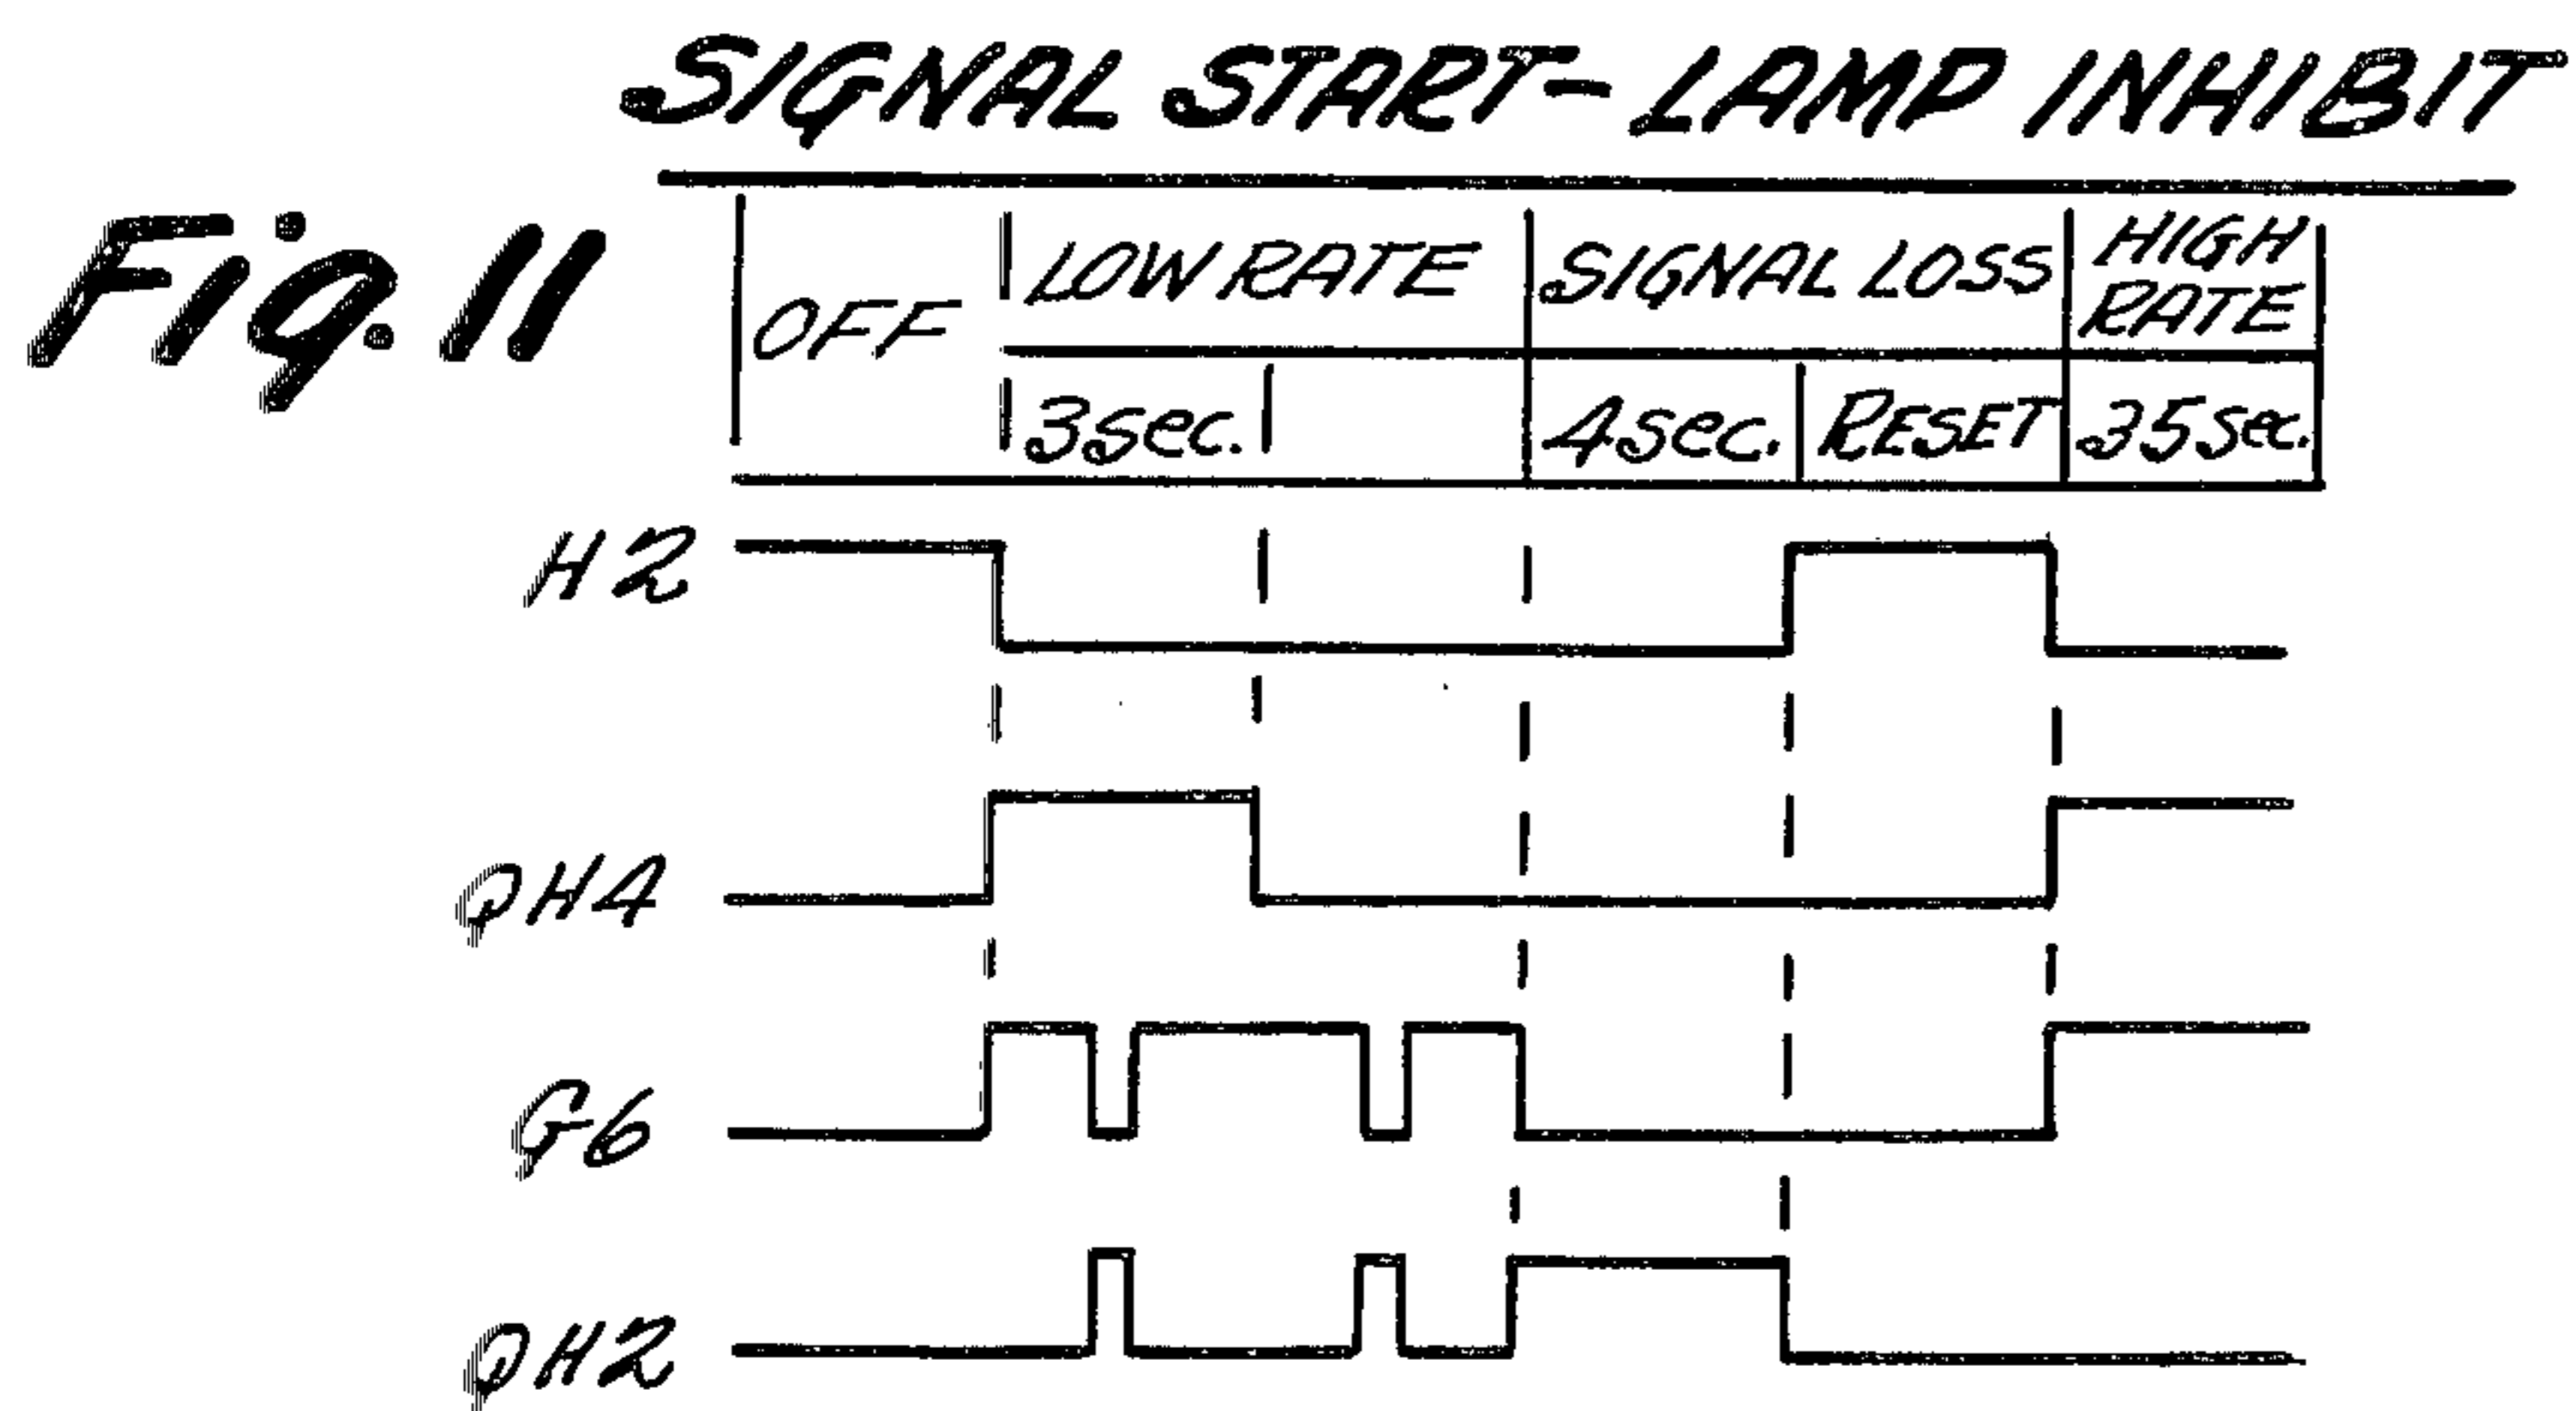 SIGNAL START- LAMP INHIBIT
Fig. 11
OFF
LOW RATE
SIGNAL LOSS
HIGH
RATE
3sec.
4sec.
RESET
35sec.
H2
QH4
G6
QH2